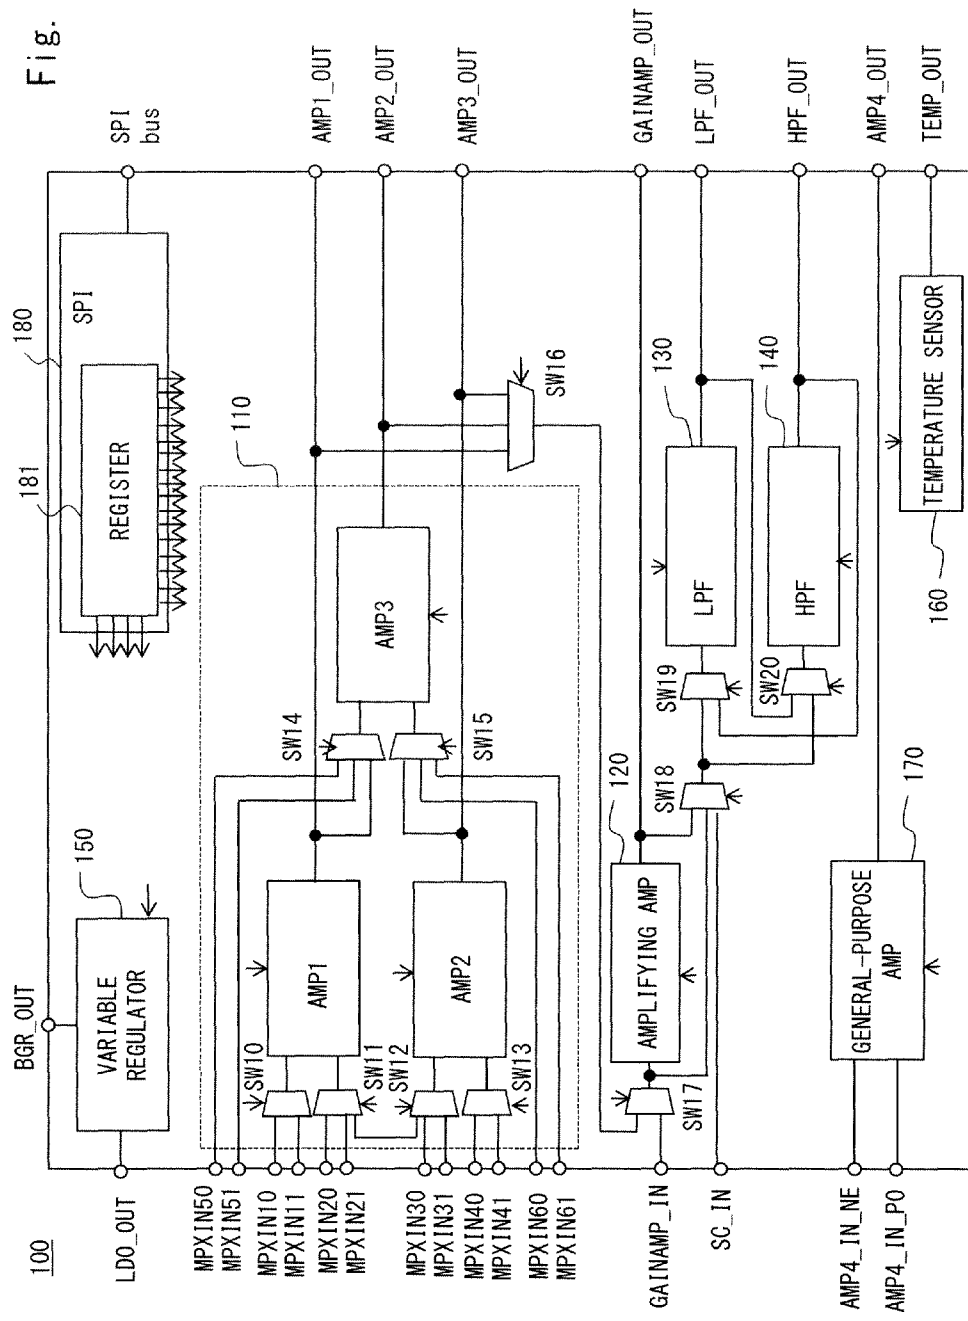 Fig.
100
BGR_OUT
LDO_OUT
150
VARIABLE
REGULATOR
181
180
REGISTER
SPI
SPI
bus
110
MPXIN50
MPXIN51
MPXIN10
MPXIN11
MPXIN20
MPXIN21
MPXIN30
MPXIN31
MPXIN40
MPXIN41
MPXIN60
MPXIN61
SW10
SW11
SW12
SW13
AMP1
AMP2
SW14
SW15
AMP3
SW16
AMP1_OUT
AMP2_OUT
AMP3_OUT
GAINAMP_IN
SC_IN
SW17
AMPLIFYING AMP
120
SW18
SW19
SW20
LPF
130
HPF
140
GAINAMP_OUT
LPF_OUT
HPF_OUT
AMP4_IN_NE
AMP4_IN_PO
GENERAL-PURPOSE
AMP
170
AMP4_OUT
160
TEMPERATURE SENSOR
TEMP_OUT